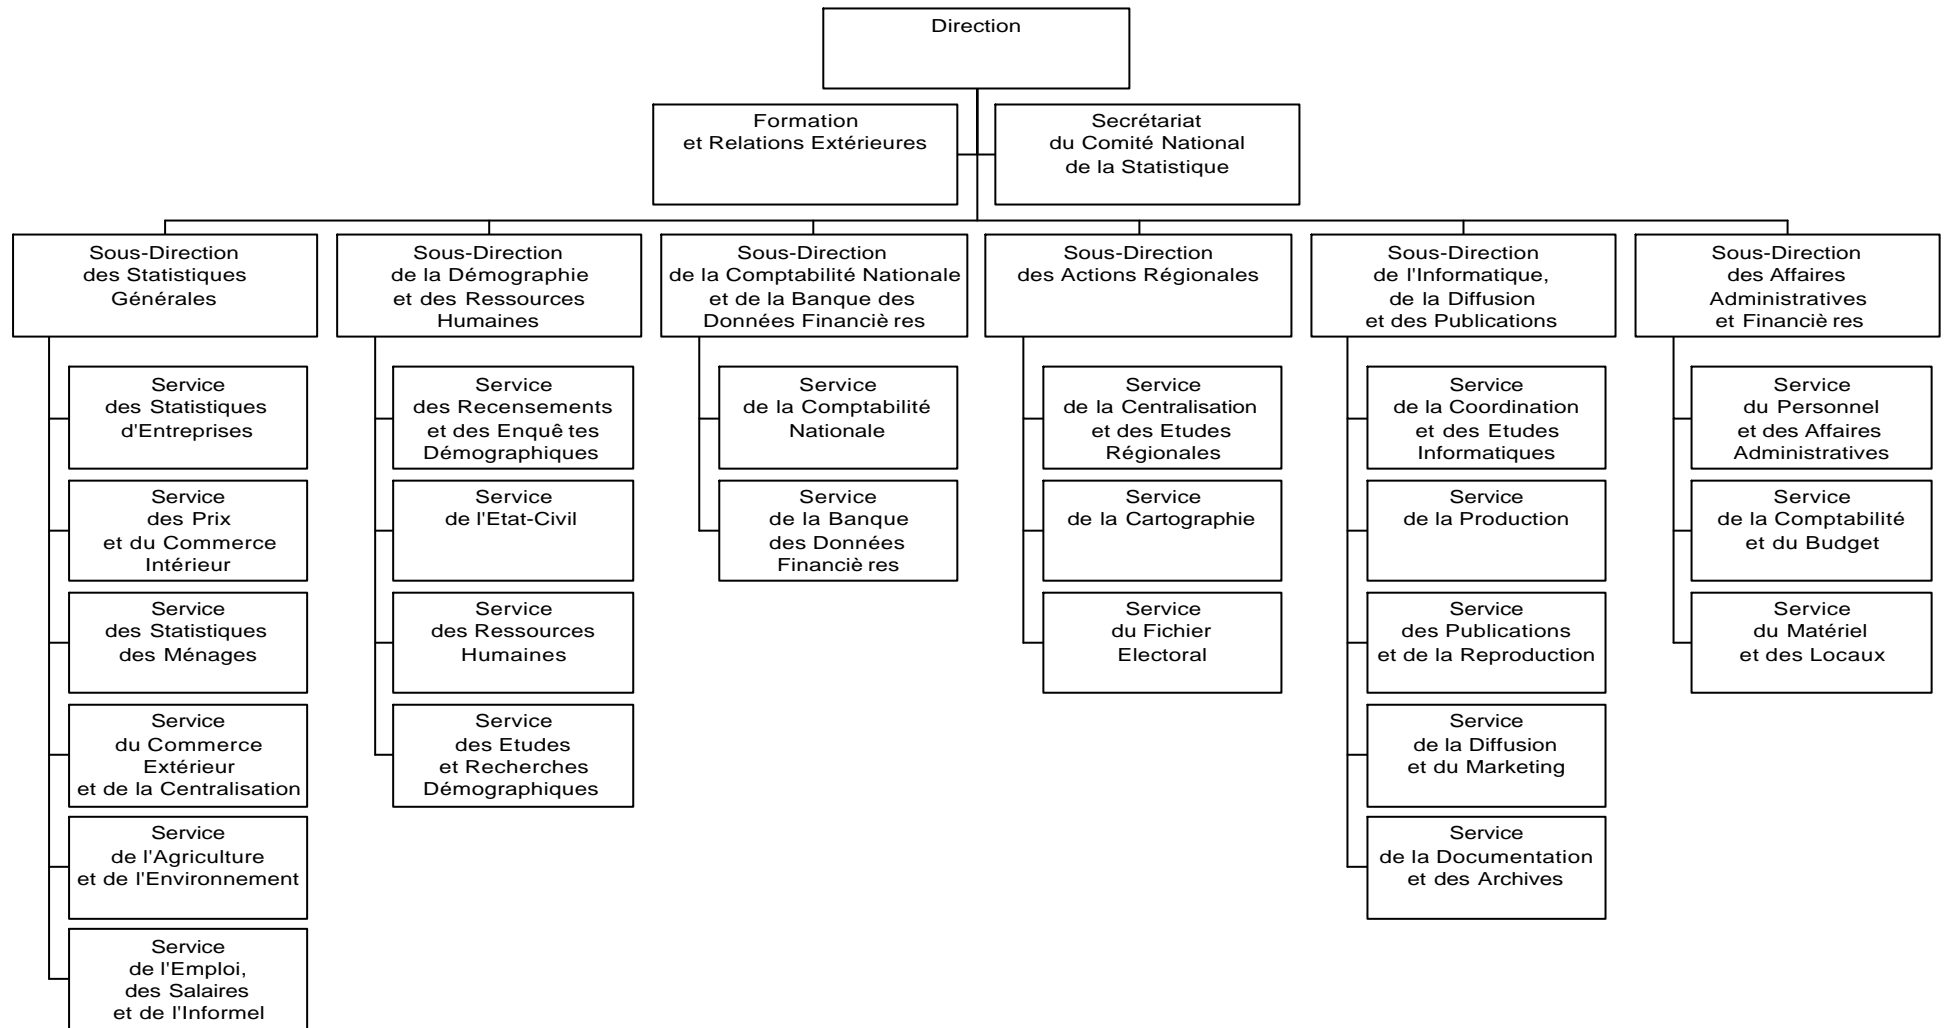 Direction
Formation
et Relations Extérieures
Secrétariat
du Comité National
de la Statistique
Sous-Direction
des Statistiques
Générales
Sous-Direction
de la Démographie
et des Ressources
Humaines
Sous-Direction
de la Comptabilité Nationale
et de la Banque des
Données Financiè res
Sous-Direction
des Actions Régionales
Sous-Direction
de l'Informatique,
de la Diffusion
et des Publications
Sous-Direction
des Affaires
Administratives
et Financiè res
Service
des Statistiques
d'Entreprises
Service
des Prix
et du Commerce
Intérieur
Service
des Statistiques
des Ménages
Service
du Commerce
Extérieur
et de la Centralisation
Service
de l'Agriculture
et de l'Environnement
Service
de l'Emploi,
des Salaires
et de l'Informel
Service
des Recensements
et des Enquê tes
Démographiques
Service
de l'Etat-Civil
Service
des Ressources
Humaines
Service
des Etudes
et Recherches
Démographiques
Service
de la Comptabilité
Nationale
Service
de la Banque
des Données
Financiè res
Service
de la Centralisation
et des Etudes
Régionales
Service
de la Cartographie
Service
du Fichier
Electoral
Service
de la Coordination
et des Etudes
Informatiques
Service
de la Production
Service
des Publications
et de la Reproduction
Service
de la Diffusion
et du Marketing
Service
de la Documentation
et des Archives
Service
du Personnel
et des Affaires
Administratives
Service
de la Comptabilité
et du Budget
Service
du Matériel
et des Locaux